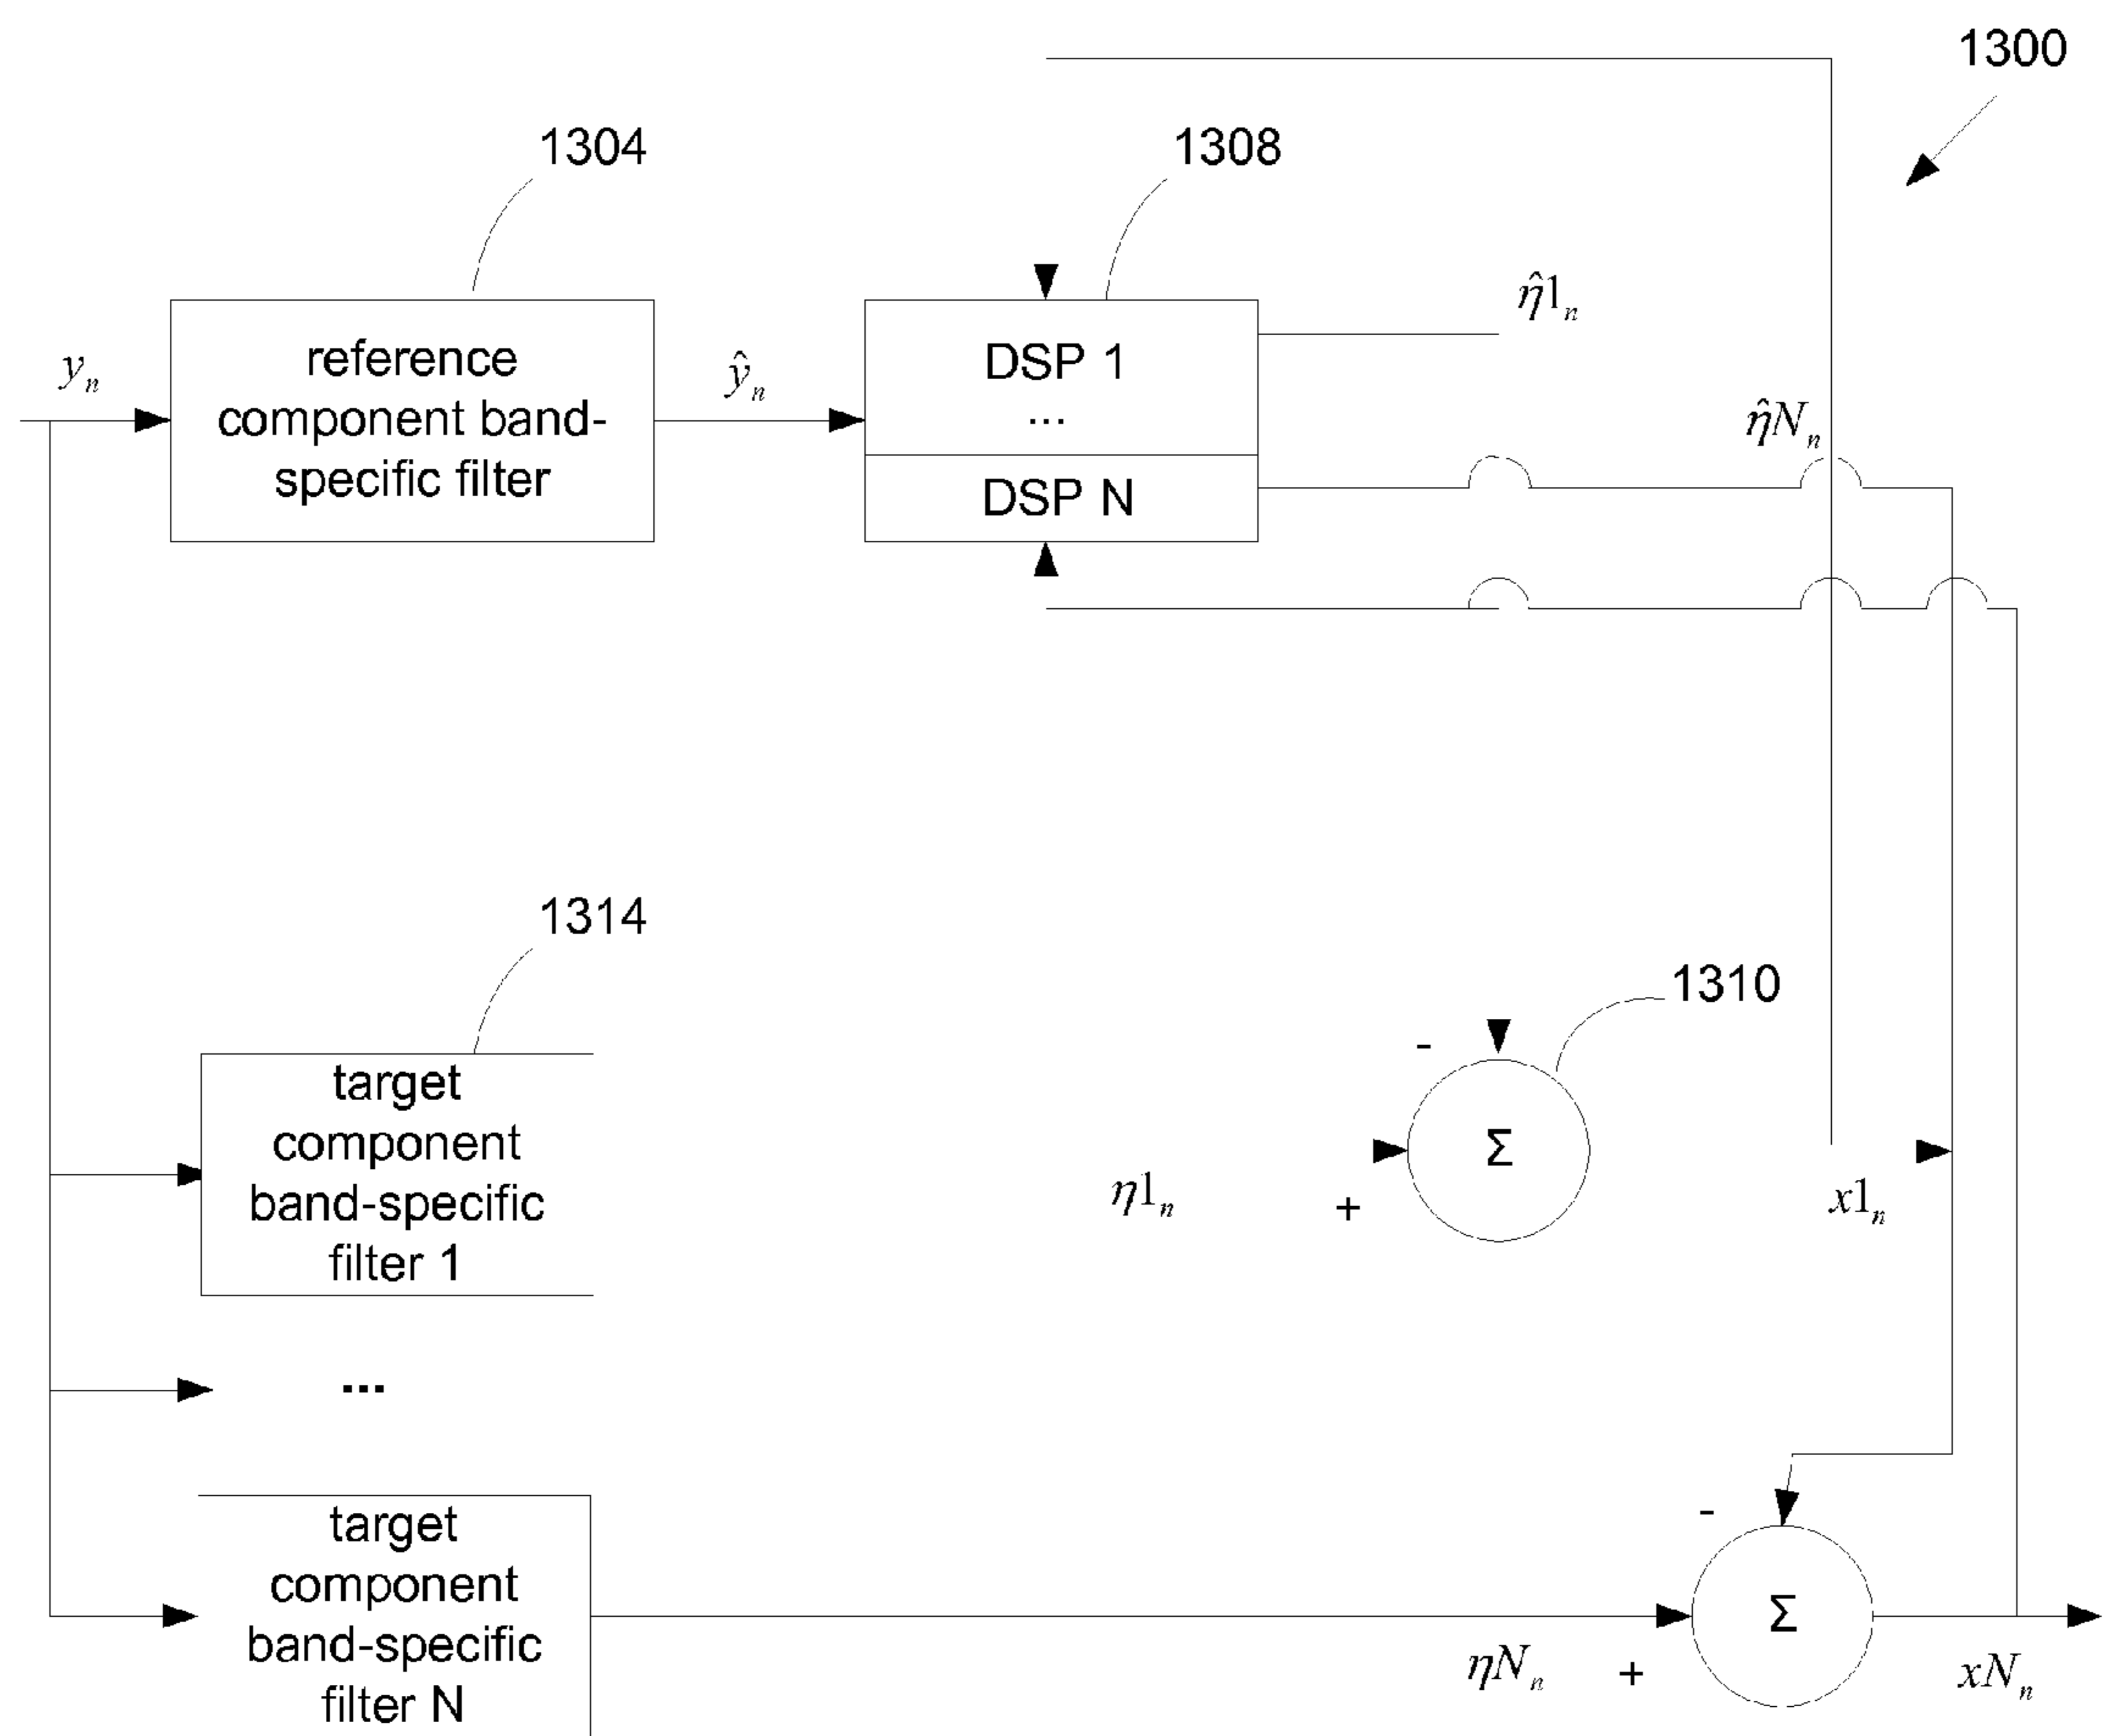 1300
1304
1308
η̂1ₙ
yₙ
reference
component band-
specific filter
ŷₙ
DSP 1
...
DSP N
η̂Nₙ
1314
1310
target
component
band-specific
filter 1
-
Σ
η1ₙ
+
x1ₙ
...
target
component
band-specific
filter N
-
Σ
ηNₙ
+
xNₙ